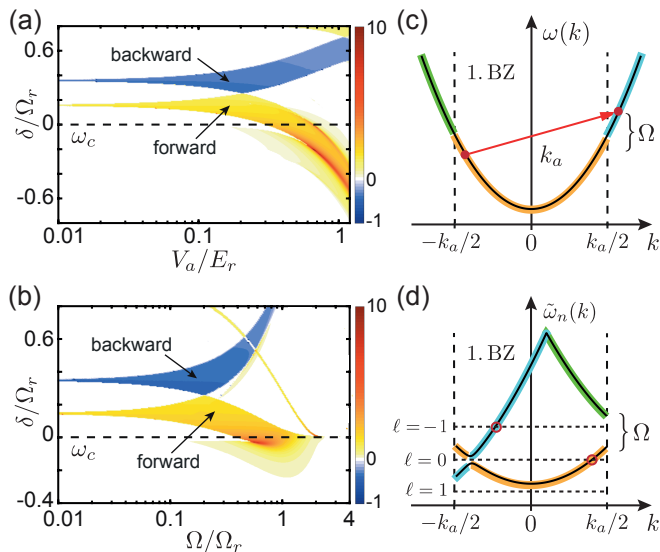 (a)
10
0.6
backward
δ/Ω_r
0
ω_c
forward
0
-0.6
-1
0.01
0.1
1
V_a/E_r
(b)
10
0.6
backward
δ/Ω_r
0
ω_c
forward
0
-0.4
-1
0.01
0.1
1
4
Ω/Ω_r
(c)
ω(k)
1. BZ
} Ω
k_a
-k_a/2
0
k_a/2
k
(d)
ω̃_n(k)
1. BZ
ℓ = -1
} Ω
ℓ = 0
ℓ = 1
-k_a/2
0
k_a/2
k